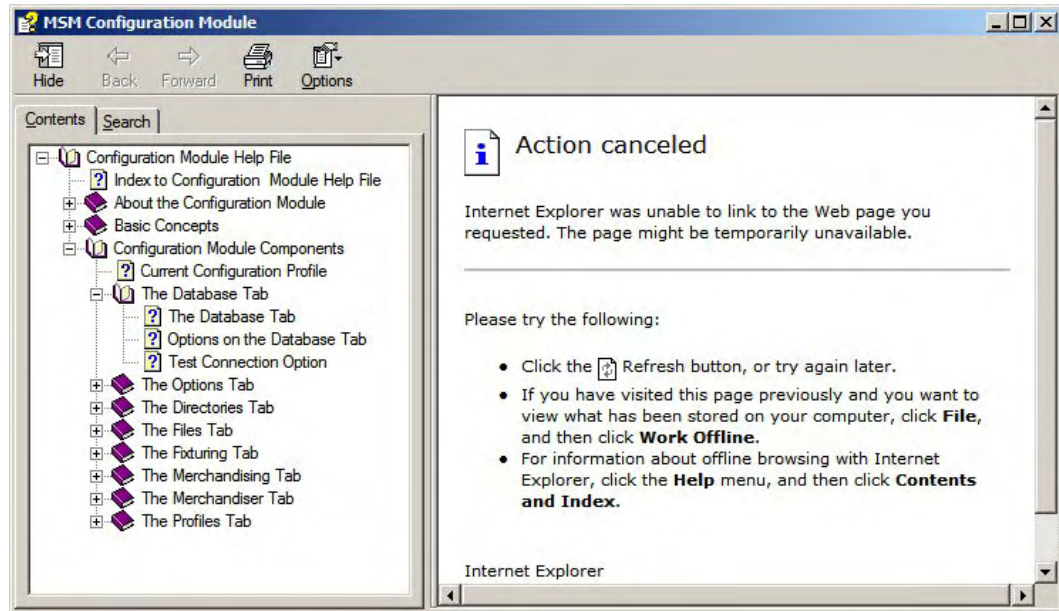 MSM Configuration Module
Hide Back Forward Print Options
Contents Search
Configuration Module Help File
Index to Configuration Module Help File
About the Configuration Module
Basic Concepts
Configuration Module Components
Current Configuration Profile
The Database Tab
The Database Tab
Options on the Database Tab
Test Connection Option
The Options Tab
The Directories Tab
The Files Tab
The Fixturing Tab
The Merchandising Tab
The Merchandiser Tab
The Profiles Tab
Action canceled
Internet Explorer was unable to link to the Web page you
requested. The page might be temporarily unavailable.
Please try the following:
Click the Refresh button, or try again later.
If you have visited this page previously and you want to
view what has been stored on your computer, click File,
and then click Work Offline.
For information about offline browsing with Internet
Explorer, click the Help menu, and then click Contents
and Index.
Internet Explorer